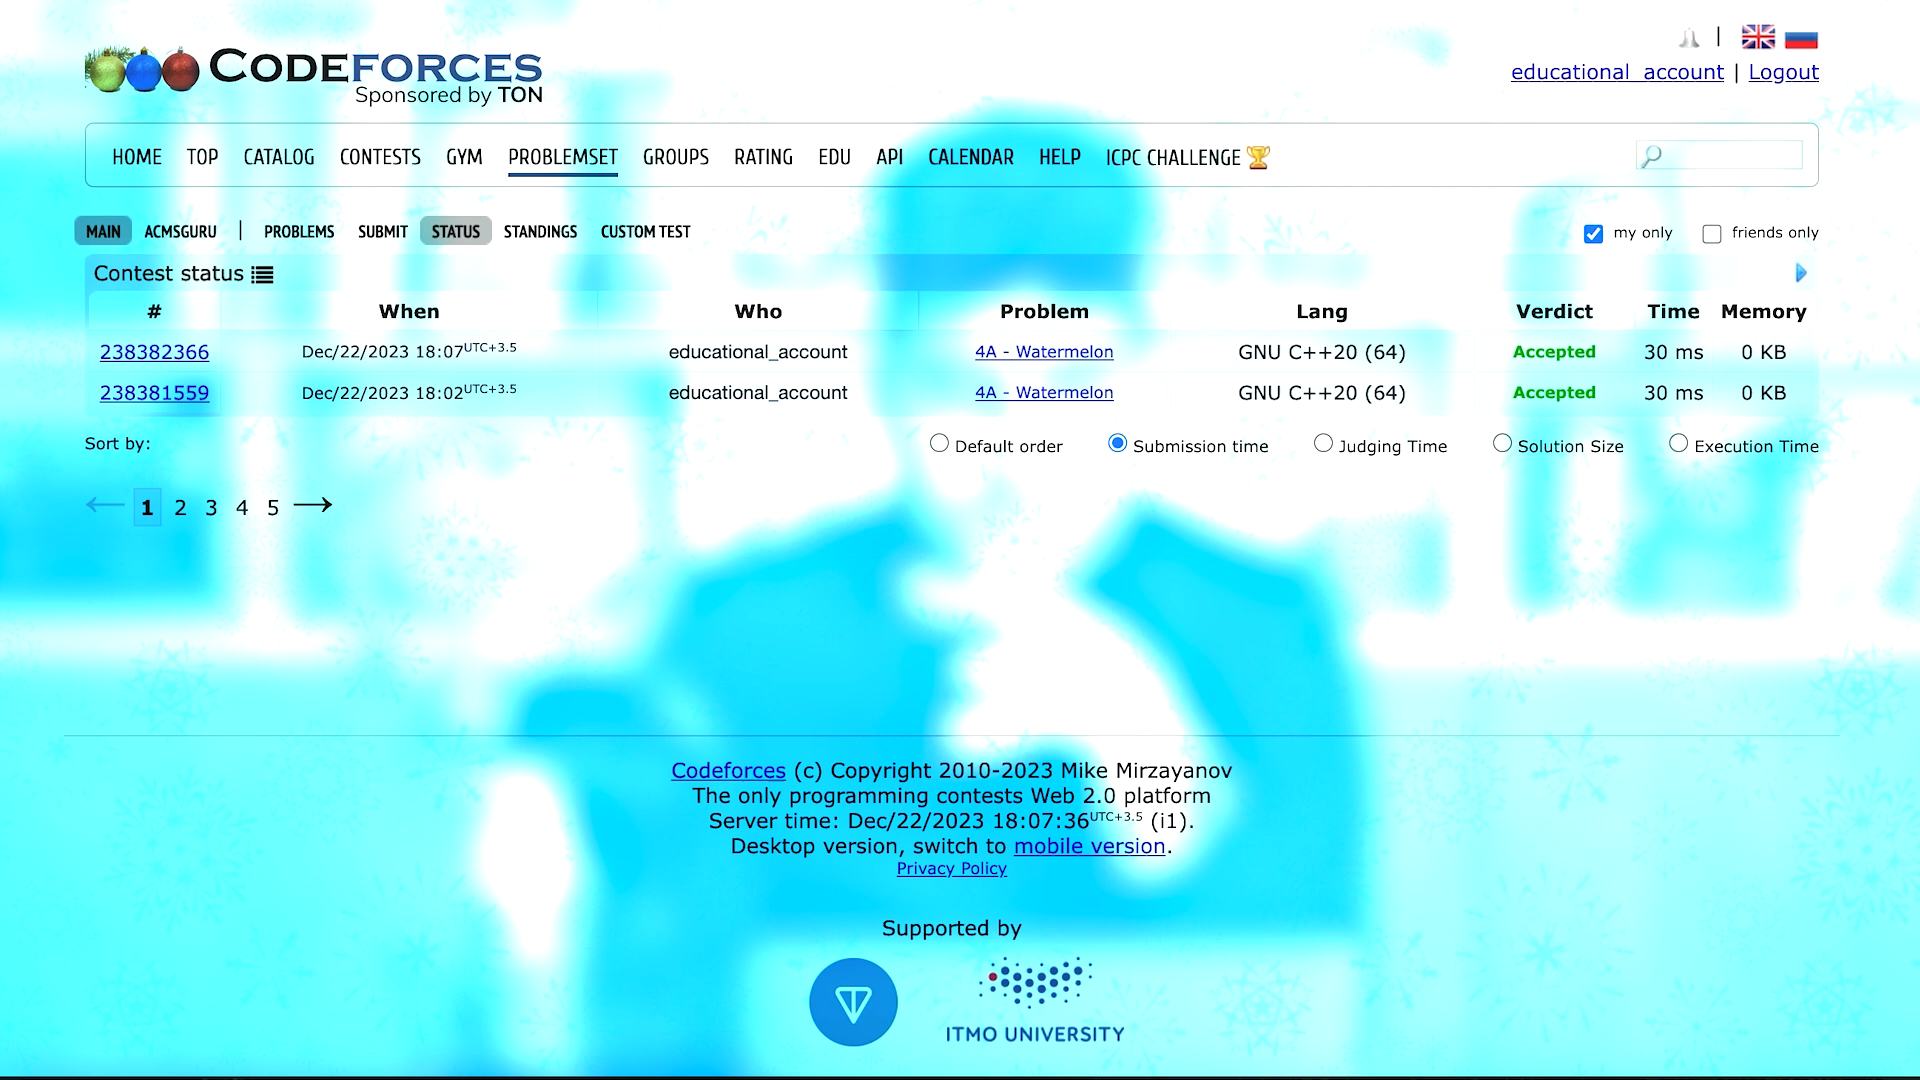 CODEFORCES
Sponsored by TON
|
educational_account | Logout
HOME TOP CATALOG CONTESTS GYM PROBLEMSET GROUPS RATING EDU API CALENDAR HELP ICPC CHALLENGE
MAIN ACMSGURU | PROBLEMS SUBMIT STATUS STANDINGS CUSTOM TEST
my only friends only
Contest status
# When Who Problem Lang Verdict Time Memory
238382366 Dec/22/2023 18:07UTC+3.5 educational_account 4A - Watermelon GNU C++20 (64) Accepted 30 ms 0 KB
238381559 Dec/22/2023 18:02UTC+3.5 educational_account 4A - Watermelon GNU C++20 (64) Accepted 30 ms 0 KB
Sort by: Default order Submission time Judging Time Solution Size Execution Time
← 1 2 3 4 5 →
Codeforces (c) Copyright 2010-2023 Mike Mirzayanov
The only programming contests Web 2.0 platform
Server time: Dec/22/2023 18:07:36UTC+3.5 (i1).
Desktop version, switch to mobile version.
Privacy Policy
Supported by
ITMO UNIVERSITY